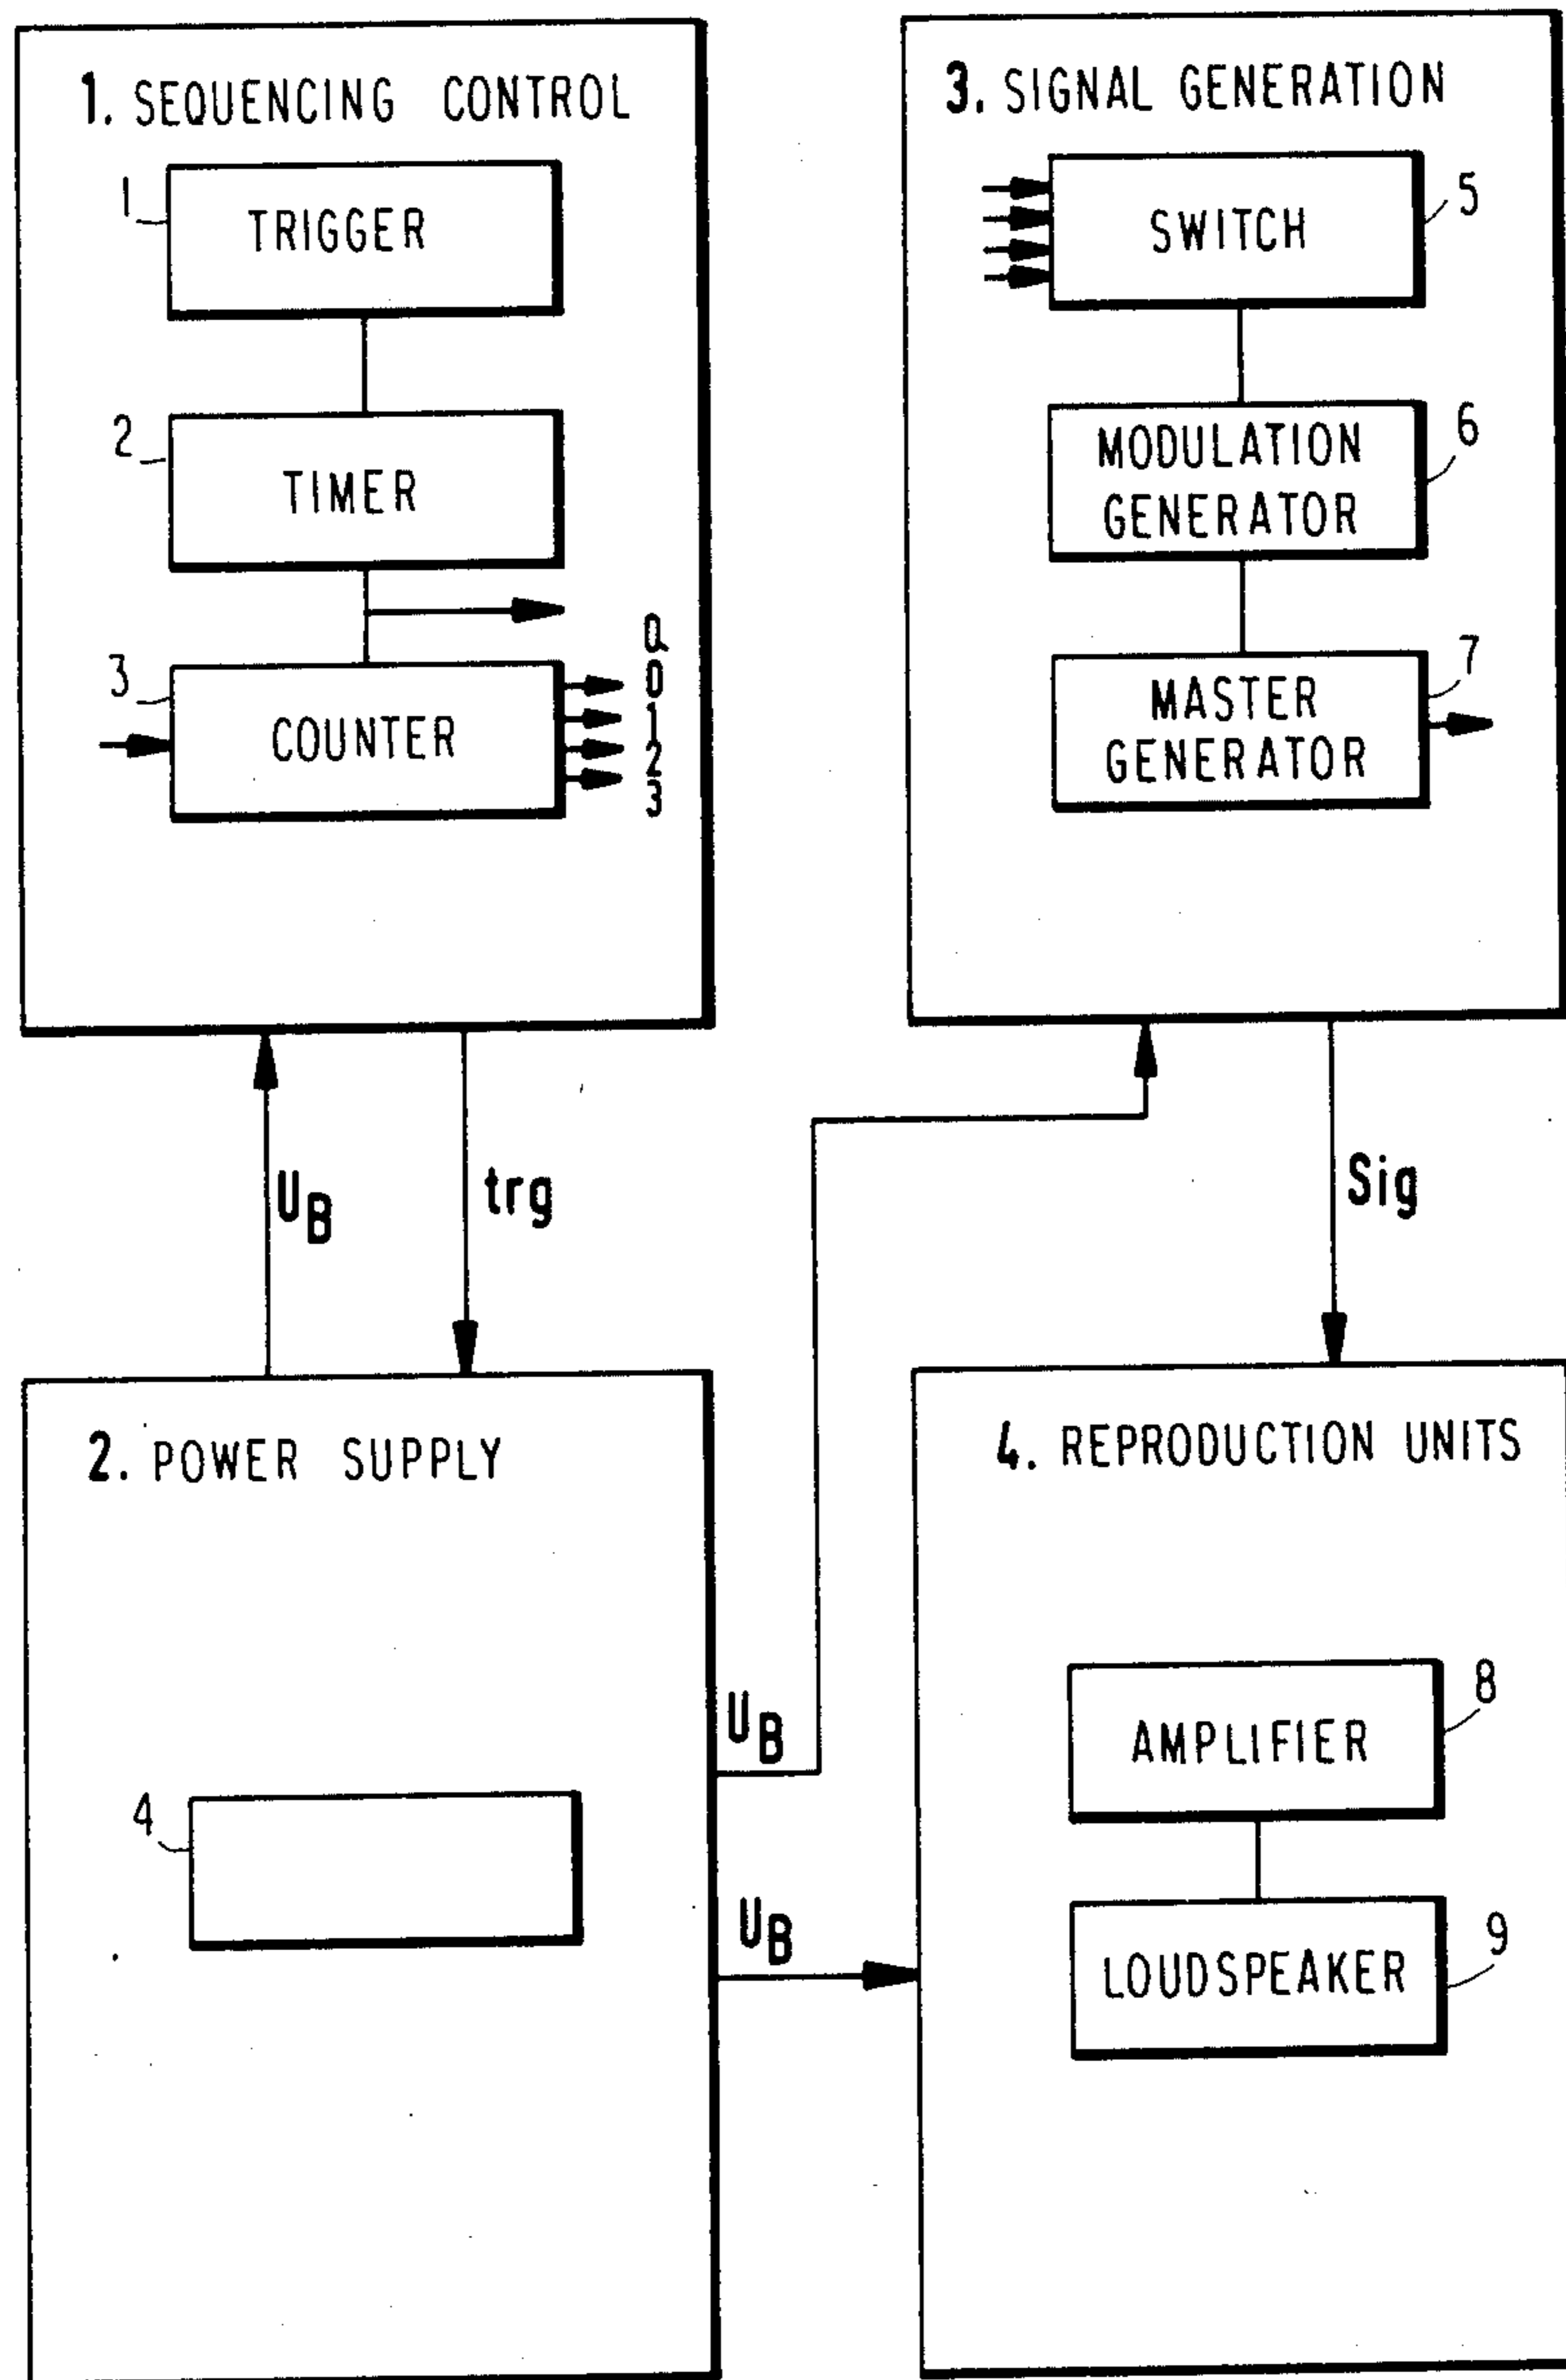 1. SEQUENCING CONTROL
1
TRIGGER
2
TIMER
3
COUNTER
Q
0
1
2
3
3. SIGNAL GENERATION
5
SWITCH
6
MODULATION
GENERATOR
7
MASTER
GENERATOR
UB
trg
Sig
2. POWER SUPPLY
4
UB
UB
4. REPRODUCTION UNITS
8
AMPLIFIER
9
LOUDSPEAKER